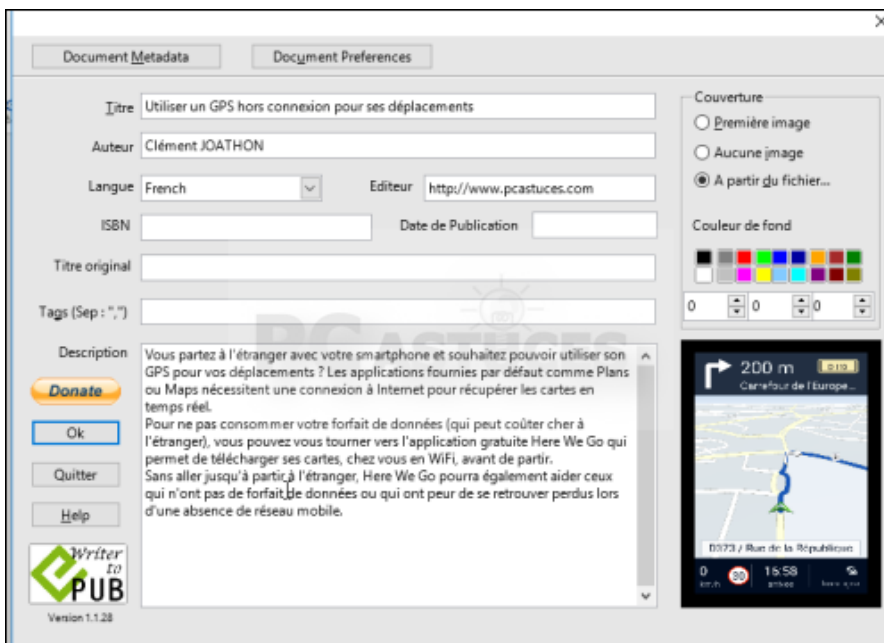 Document Metadata
Document Preferences
Titre
Utiliser un GPS hors connexion pour ses déplacements
Auteur
Clément JOATHON
Langue
French
Editeur
http://www.pcastuces.com
ISBN
Date de Publication
Titre original
Tags (Sep : ",")
PC ASTUCES
Description
Vous partez à l'étranger avec votre smartphone et souhaitez pouvoir utiliser son
GPS pour vos déplacements ? Les applications fournies par défaut comme Plans
ou Maps nécessitent une connexion à Internet pour récupérer les cartes en
temps réel.
Pour ne pas consommer votre forfait de données (qui peut coûter cher à
l'étranger), vous pouvez vous tourner vers l'application gratuite Here We Go qui
permet de télécharger ses cartes, chez vous en WiFi, avant de partir.
Sans aller jusqu'à partir à l'étranger, Here We Go pourra également aider ceux
qui n'ont pas de forfait de données ou qui ont peur de se retrouver perdus lors
d'une absence de réseau mobile.
Donate
Ok
Quitter
Help
Writer
to
PUB
Version 1.1.28
Couverture
Première image
Aucune image
A partir du fichier...
Couleur de fond
0
0
0
200 m
Carrefour de l'Europe...
D373 / Rue de la République
0
km/h
30
16:58